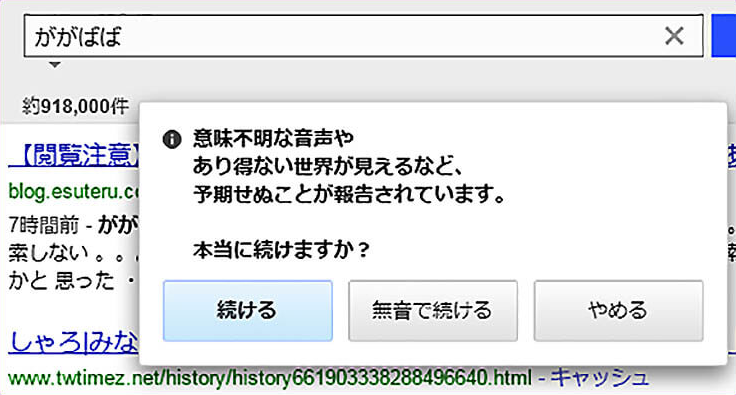 ががばば
約918,000件
【閲覧注意】
blog.esuteru.c
7時間前 - がが
索しない 。。
かと 思った ・
意味不明な音声や
あり得ない世界が見えるなど、
予期せぬことが報告されています。
本当に続けますか？
続ける
無音で続ける
やめる
しゃろ|みな
www.twtimez.net/history/history661903338288496640.html - キャッシュ